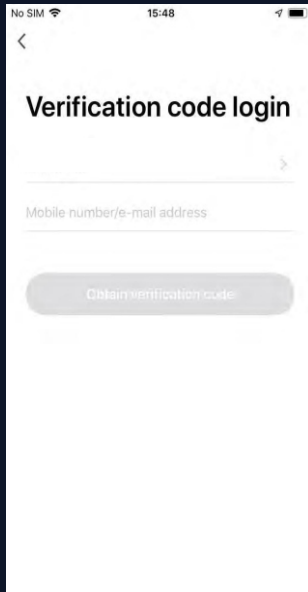 No SIM 15:48
Verification code login
Mobile number/e-mail address
Obtain verification code